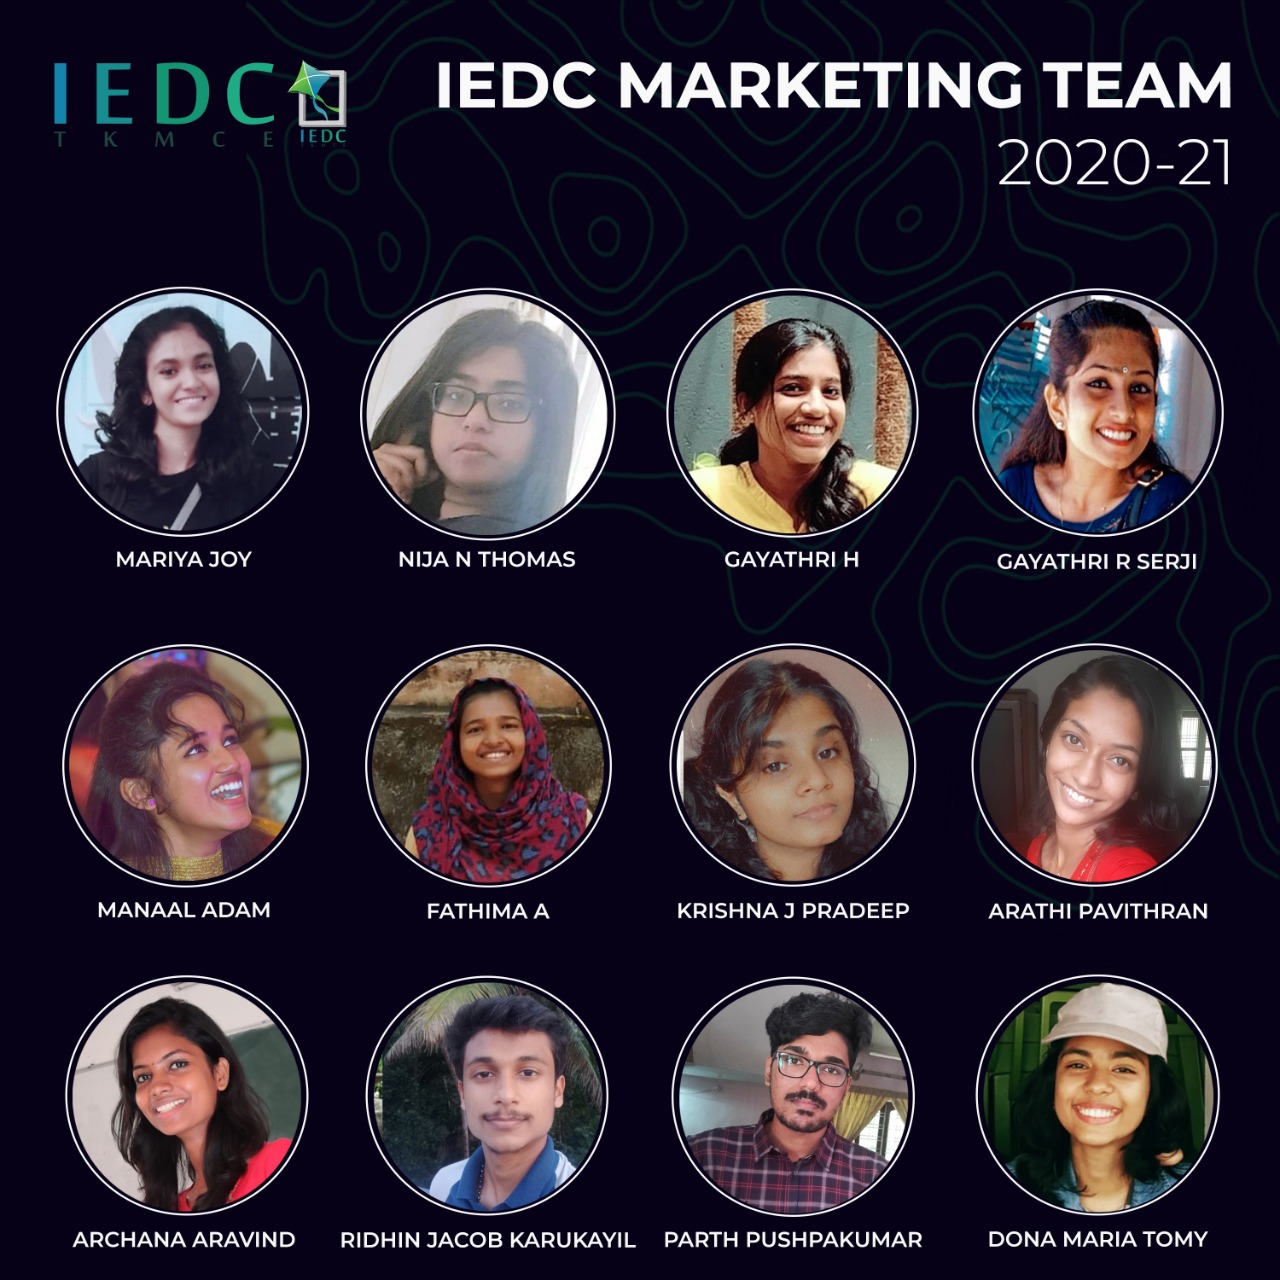 IEDC
TKMCE
IEDC
IEDC MARKETING TEAM
2020-21
MARIYA JOY
NIJA N THOMAS
GAYATHRI H
GAYATHRI R SERJI
MANAAL ADAM
FATHIMA A
KRISHNA J PRADEEP
ARATHI PAVITHRAN
ARCHANA ARAVIND
RIDHIN JACOB KARUKAYIL
PARTH PUSHPAKUMAR
DONA MARIA TOMY